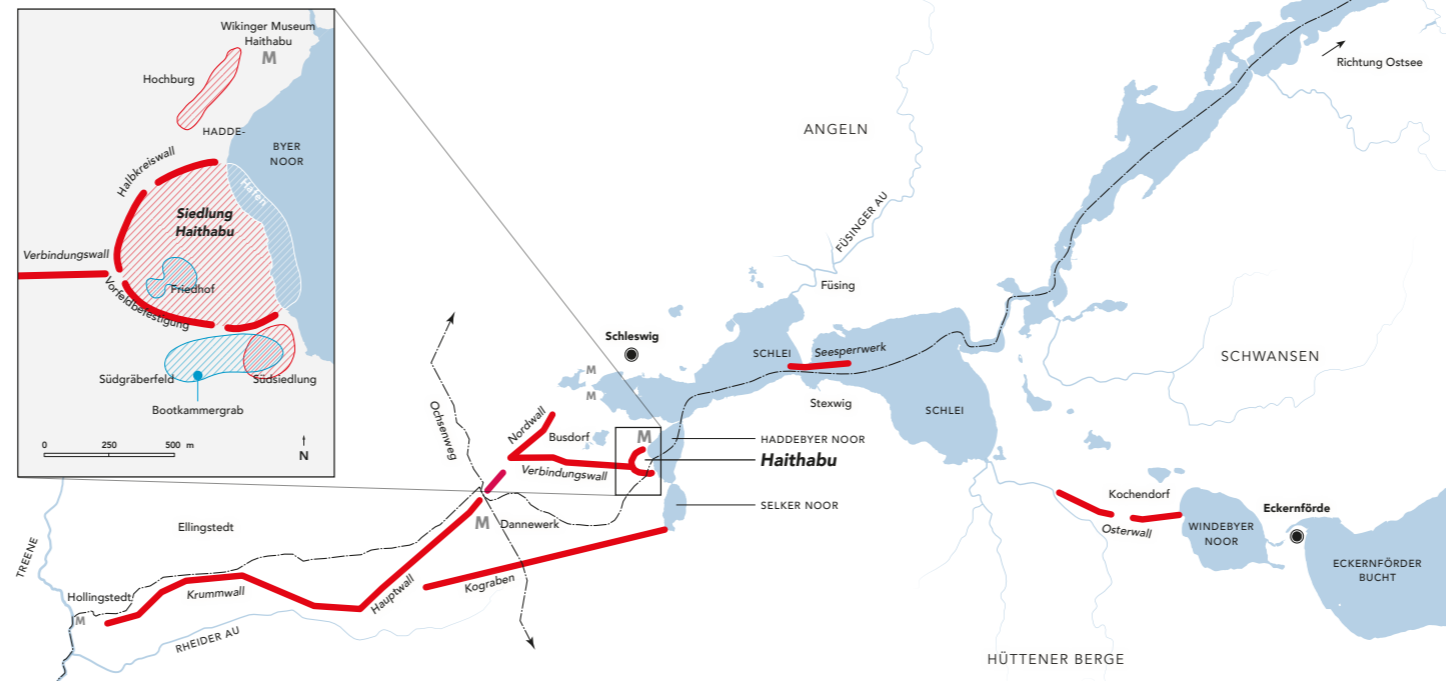 Wikinger Museum
Haithabu
M
Hochburg
HADDE-
BYER
NOOR
Halbkreiswall
Hafen
Siedlung
Haithabu
Verbindungswall
Friedhof
Vorfeldbefestigung
Südgräberfeld
Südsiedlung
Bootkammergrab
0 250 500 m
N
Richtung Ostsee
ANGELN
FÜSINGER AU
Füsing
Schleswig
M
M
SCHLEI
Seesperrwerk
Stexwig
SCHLEI
SCHWANSEN
Ochsenweg
Nordwall
Busdorf
M
HADDEBYER NOOR
Haithabu
Verbindungswall
SELKER NOOR
M
Dannewerk
Ellingstedt
TREENE
Hollingstedt
M
Krummwall
Hauptwall
Kograben
RHEIDER AU
Kochendorf
Osterwall
WINDEBYER
NOOR
Eckernförde
ECKERNFÖRDER
BUCHT
HÜTTENER BERGE